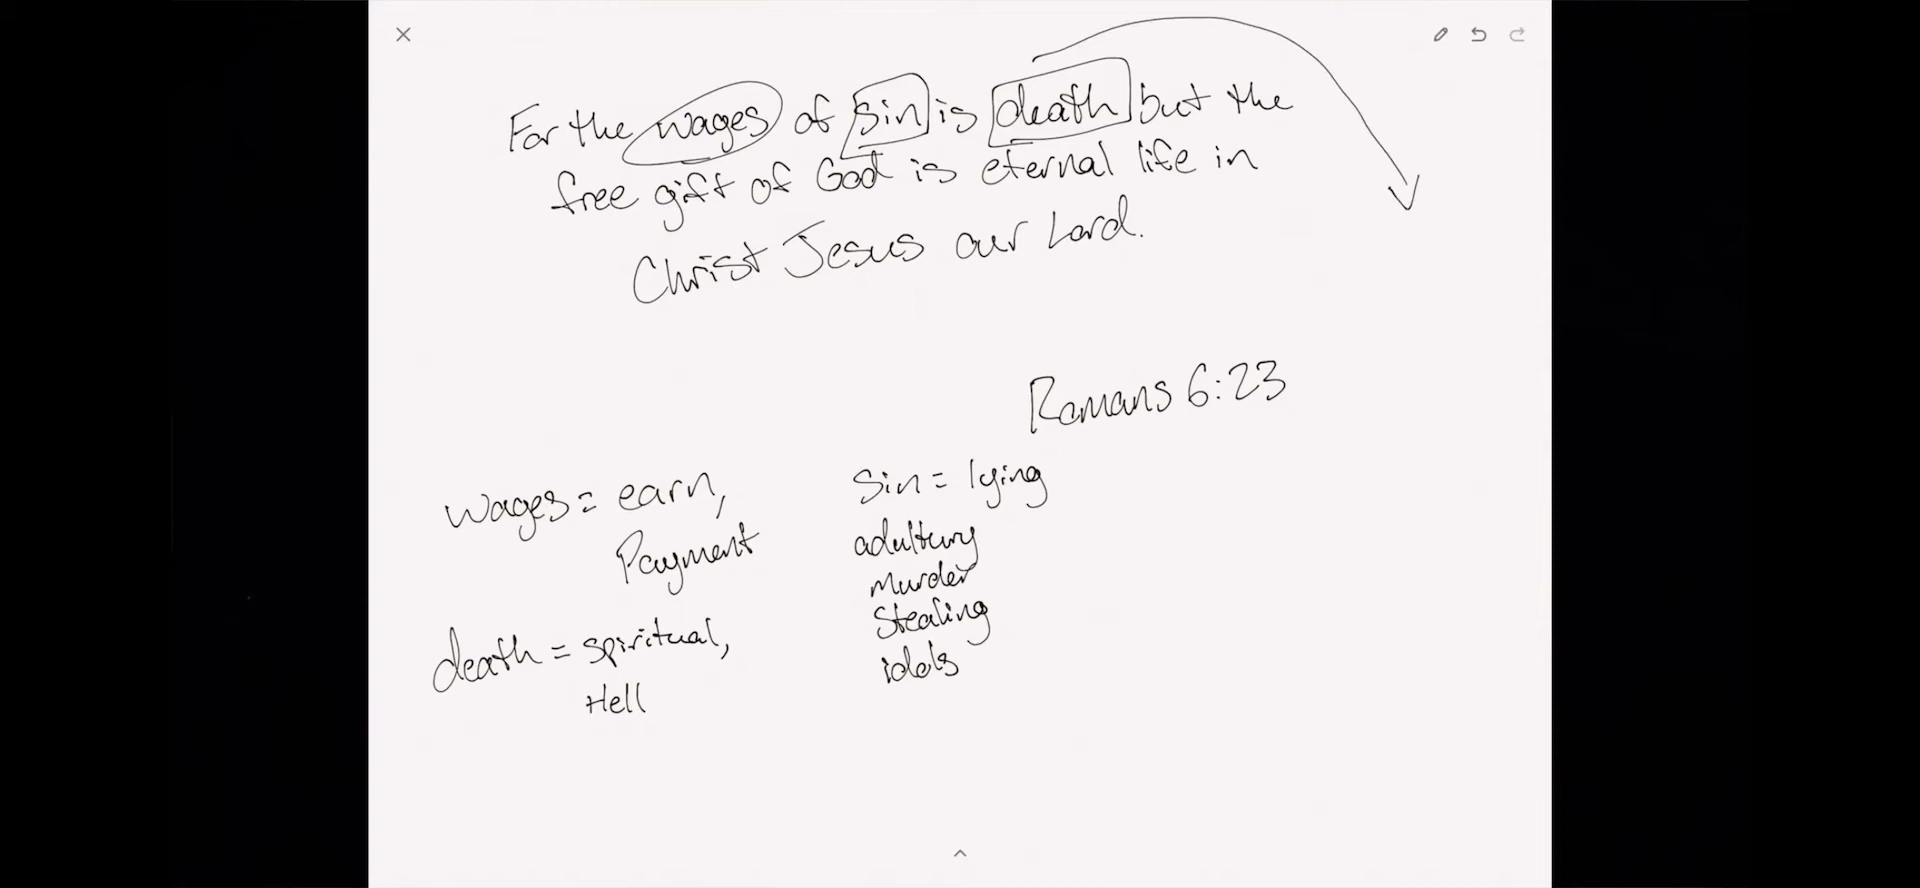 For the wages of sin is death but the
free gift of God is eternal life in
Christ Jesus our Lord.
Romans 6:23
wages = earn,
Payment
death = spiritual,
Hell
Sin = lying
adultury
murder
Stealing
idols